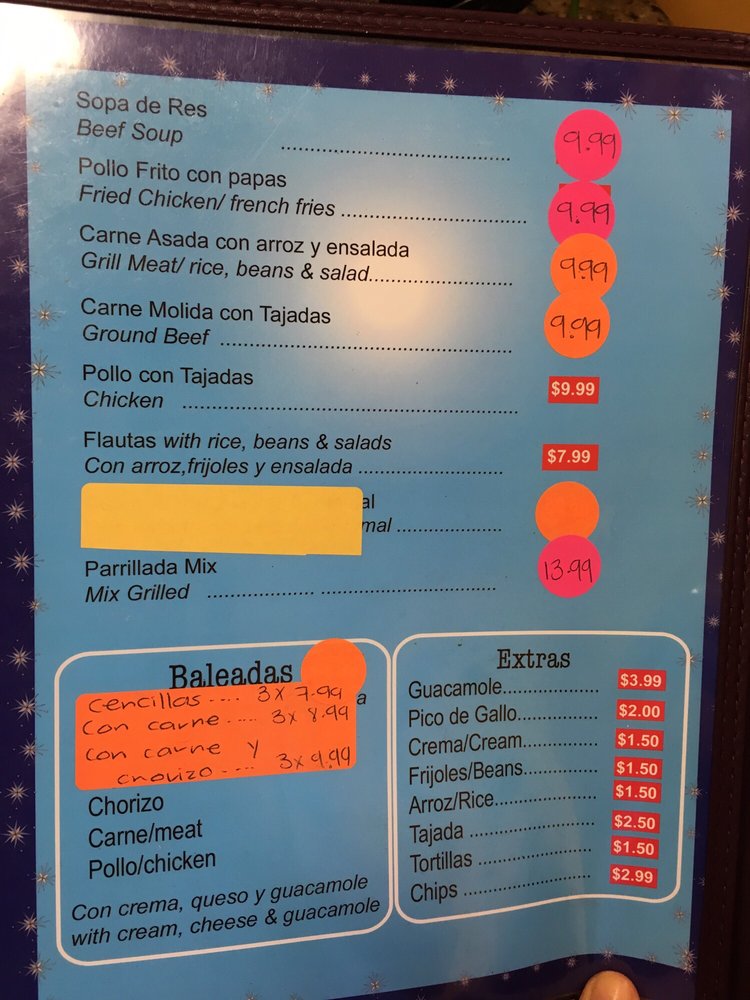 Sopa de Res
Beef Soup .......................................... 9.99
Pollo Frito con papas
Fried Chicken/ french fries ................................. 9.99
Carne Asada con arroz y ensalada
Grill Meat/ rice, beans & salad......................... 9.99
Carne Molida con Tajadas
Ground Beef .................................................... 9.99
Pollo con Tajadas
Chicken ............................................................ $9.99
Flautas with rice, beans & salads
Con arroz,frijoles y ensalada ......................... $7.99
al
mal ..................
Parrillada Mix
Mix Grilled ................... ............................... 13.99
Baleadas
Cencillas .... 3x 7.99
a
Con carne .... 3x 8.99
con carne y
chorizo .... 3x 9.99
Chorizo
Carne/meat
Pollo/chicken
Con crema, queso y guacamole
with cream, cheese & guacamole
Extras
Guacamole................... $3.99
Pico de Gallo................ $2.00
Crema/Cream............... $1.50
Frijoles/Beans............... $1.50
Arroz/Rice..................... $1.50
Tajada ......................... $2.50
Tortillas ........................ $1.50
Chips ......................... $2.99